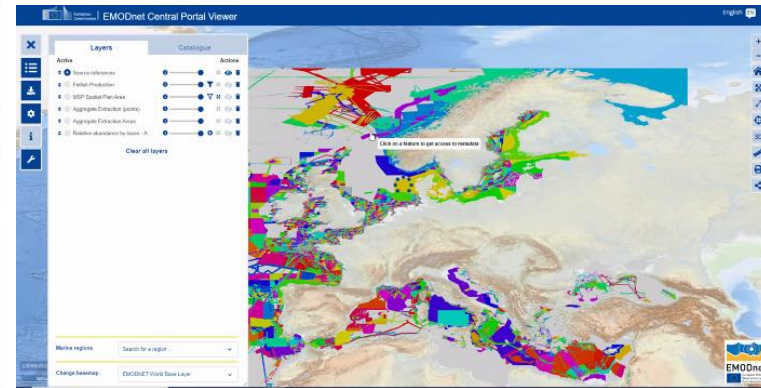 European Commission
EMODnet Central Portal Viewer
English EN
Layers
Catalogue
Active
Actions
Source references
Finfish Production
MSP Spatial Plan Area
Aggregate Extraction (points)
Aggregate Extraction Areas
Relative abundance by taxon - A...
Clear all layers
Click on a feature to get access to metadata
Marine regions
Search for a region ...
Change basemap
EMODNET World Base Layer
EMODnet